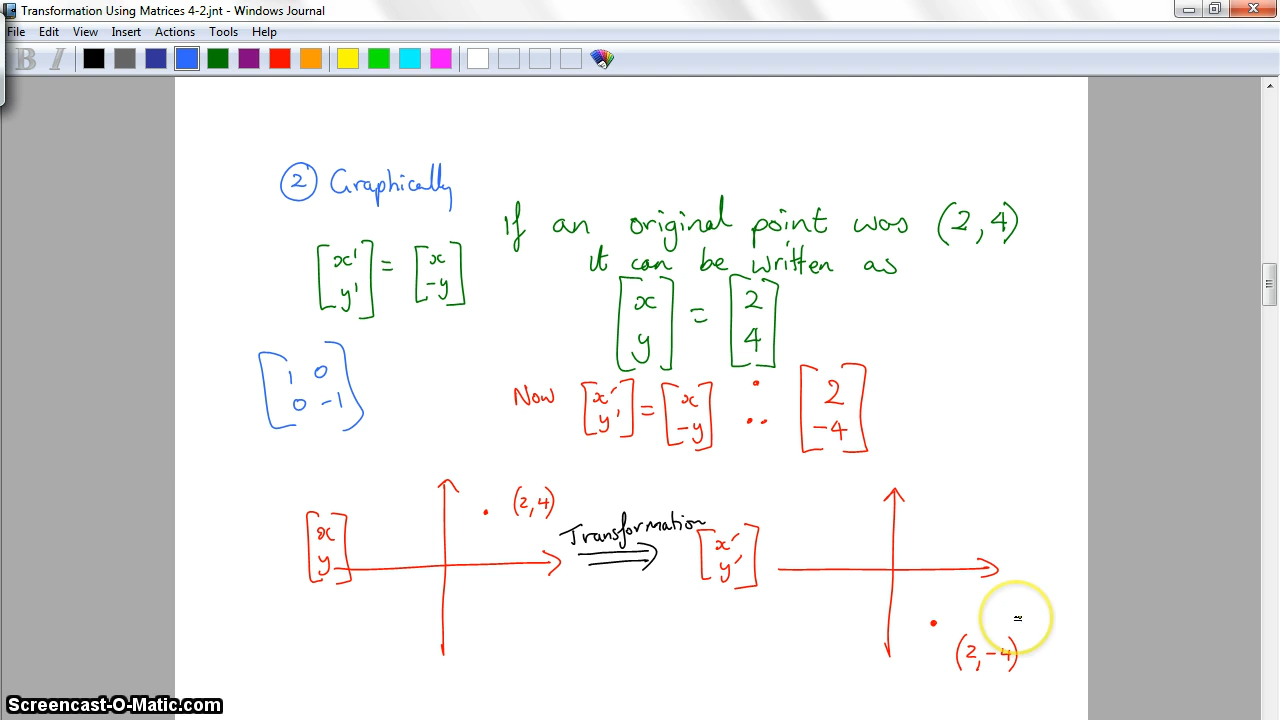 Transformation Using Matrices 4-2.jnt - Windows Journal
File Edit View Insert Actions Tools Help
B I
② Graphically
If an original point was (2,4)
it can be written as
[x' y'] = [x -y]
[x y] = [2 4]
[1 0 0 -1]
Now [x' y'] = [x -y] ∴ [2 -4]
(2,4)
[x y]
Transformation
[x' y']
(2,-4)
Screencast-O-Matic.com